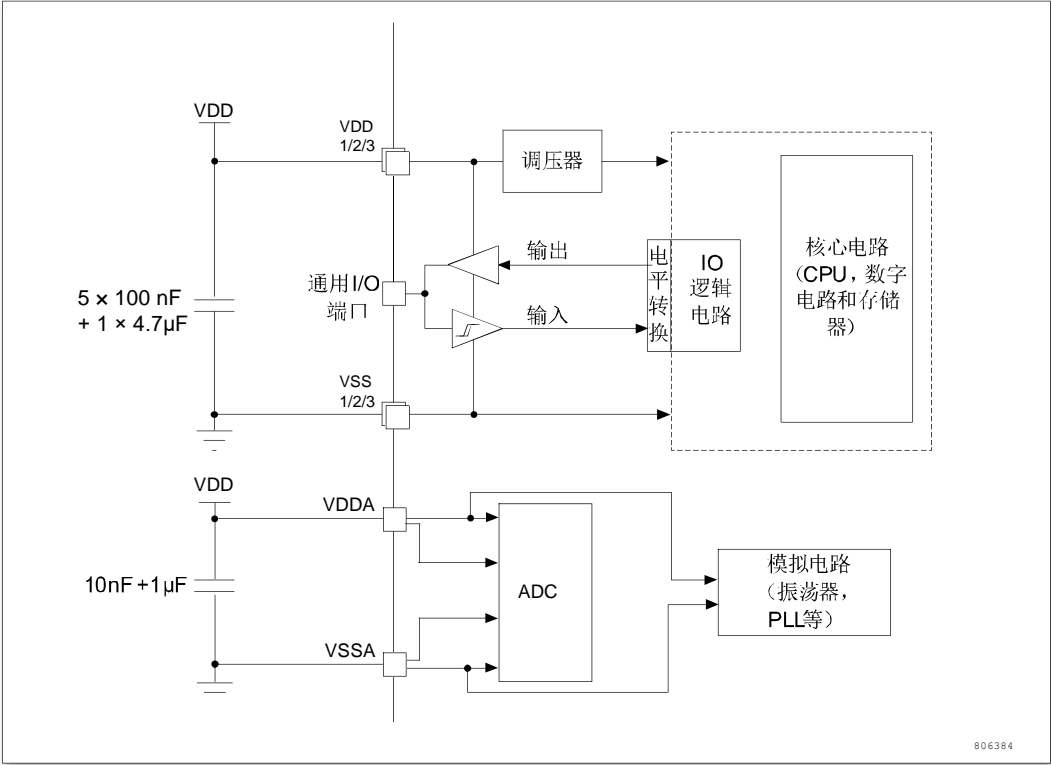 VDD
VDD
1/2/3
调压器
输出
电平转换
IO
逻辑
电路
核心电路
（CPU，数字
电路和存储
器）
通用I/O
端口
5 × 100 nF
+ 1 × 4.7µF
输入
VSS
1/2/3
VDD
VDDA
10nF +1µF
ADC
模拟电路
（振荡器，
PLL等）
VSSA
806384